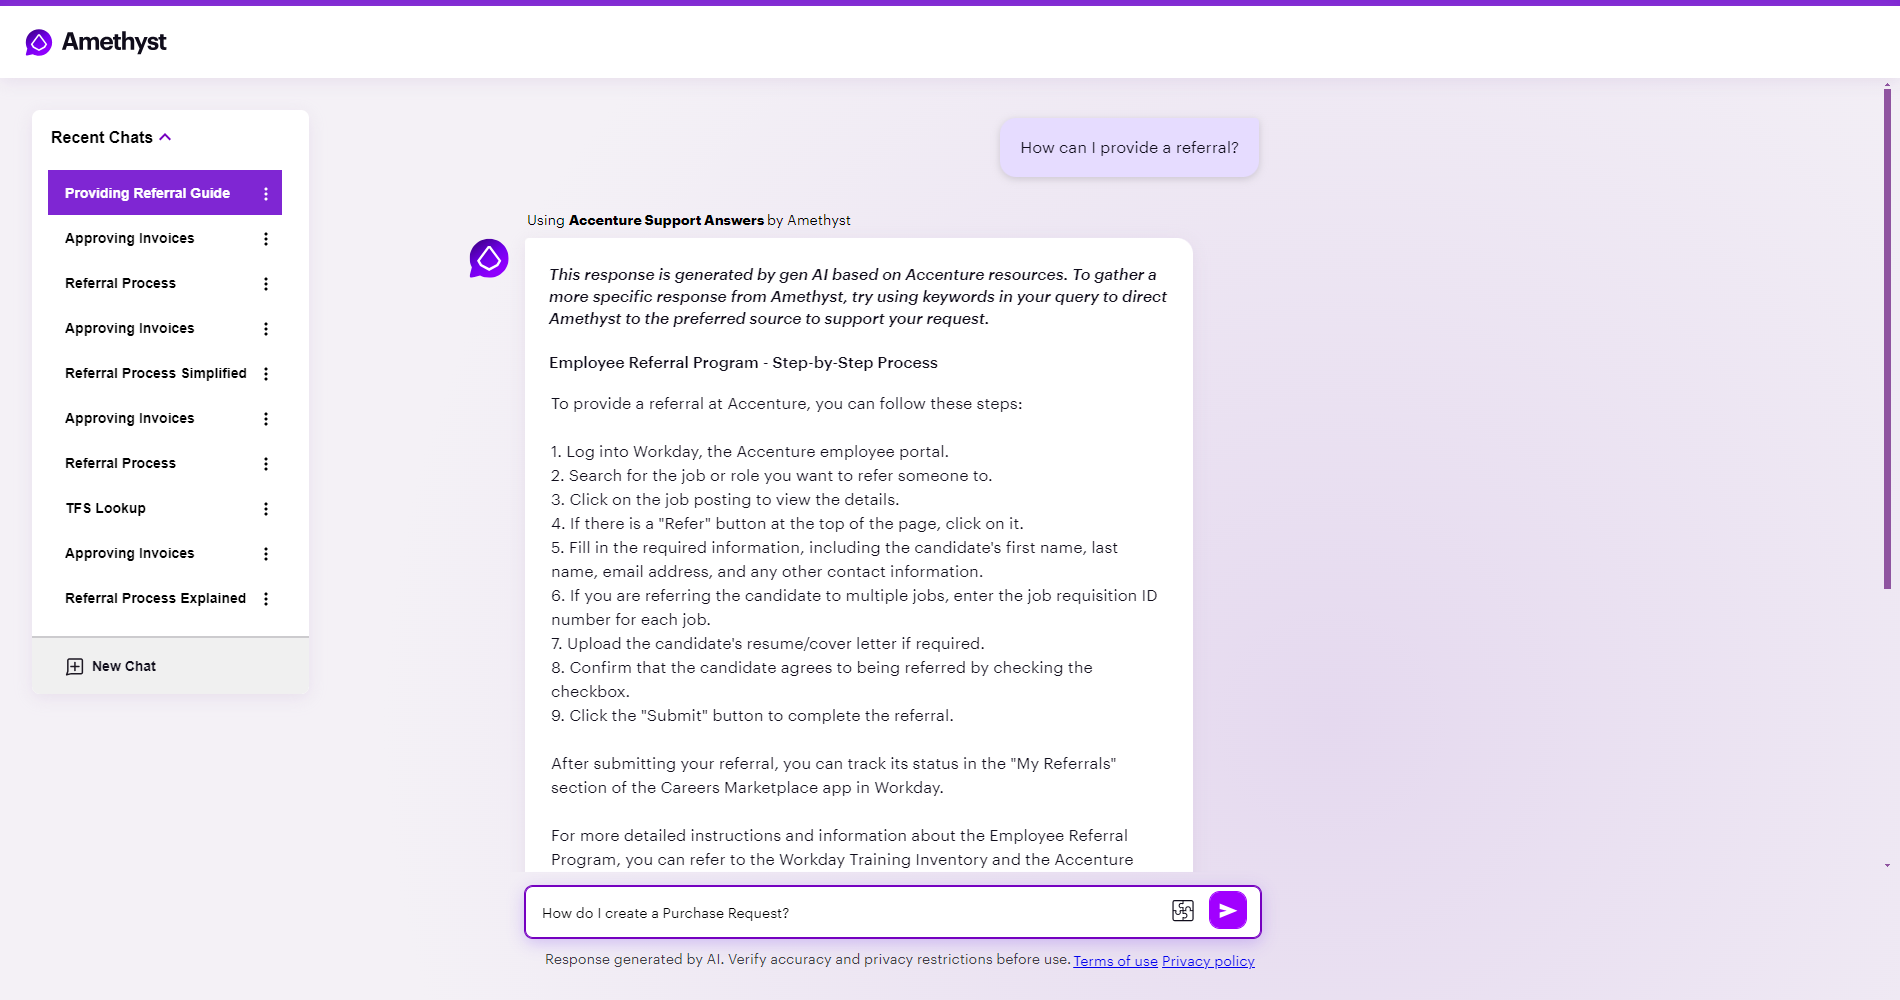 Amethyst
Recent Chats
Providing Referral Guide
Approving Invoices
Referral Process
Approving Invoices
Referral Process Simplified
Approving Invoices
Referral Process
TFS Lookup
Approving Invoices
Referral Process Explained
New Chat
How can I provide a referral?
Using Accenture Support Answers by Amethyst
This response is generated by gen AI based on Accenture resources. To gather a
more specific response from Amethyst, try using keywords in your query to direct
Amethyst to the preferred source to support your request.
Employee Referral Program - Step-by-Step Process
To provide a referral at Accenture, you can follow these steps:
1. Log into Workday, the Accenture employee portal.
2. Search for the job or role you want to refer someone to.
3. Click on the job posting to view the details.
4. If there is a "Refer" button at the top of the page, click on it.
5. Fill in the required information, including the candidate's first name, last
name, email address, and any other contact information.
6. If you are referring the candidate to multiple jobs, enter the job requisition ID
number for each job.
7. Upload the candidate's resume/cover letter if required.
8. Confirm that the candidate agrees to being referred by checking the
checkbox.
9. Click the "Submit" button to complete the referral.
After submitting your referral, you can track its status in the "My Referrals"
section of the Careers Marketplace app in Workday.
For more detailed instructions and information about the Employee Referral
Program, you can refer to the Workday Training Inventory and the Accenture
How do I create a Purchase Request?
Response generated by AI. Verify accuracy and privacy restrictions before use. Terms of use Privacy policy